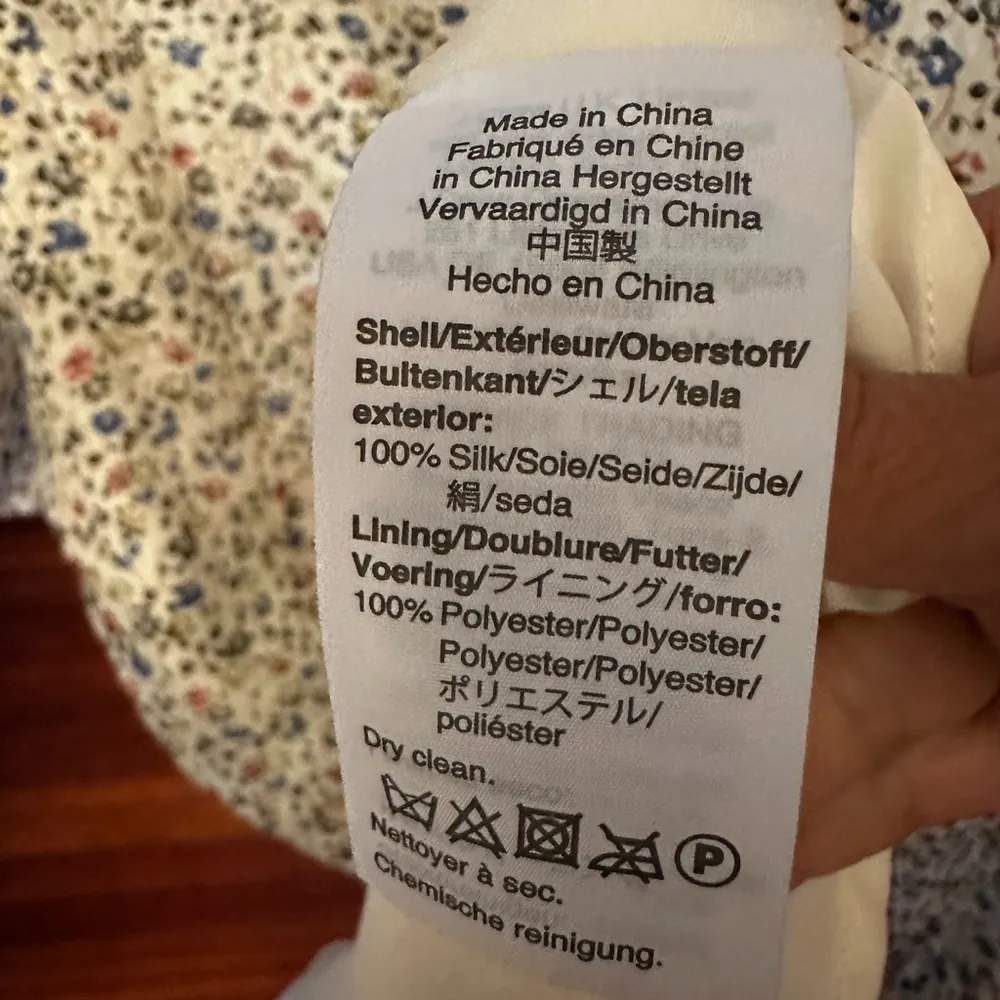 Made in China
Fabriqué en Chine
in China Hergestellt
Vervaardigd in China
中国製
Hecho en China
Shell/Extérieur/Oberstoff/
Buitenkant/シェル/tela
exterior:
100% Silk/Soie/Seide/Zijde/
絹/seda
Lining/Doublure/Futter/
Voering/ライニング/forro:
100% Polyester/Polyester/
Polyester/Polyester/
ポリエステル/
poliéster
Dry clean.
P
Nettoyer à sec.
Chemische reinigung.